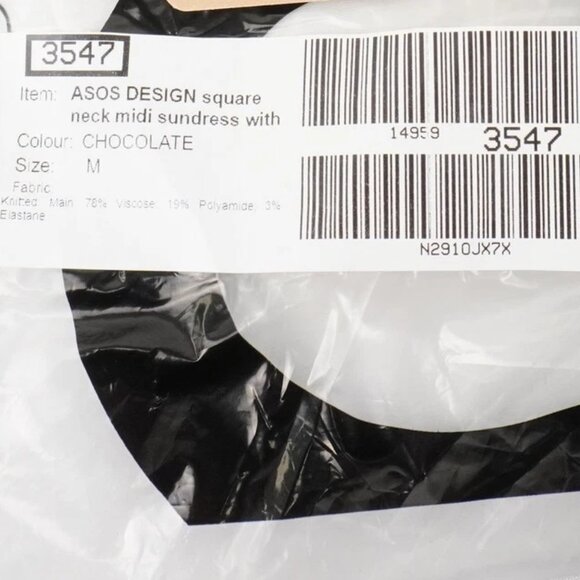 3547
Item: ASOS DESIGN square
neck midi sundress with
Colour: CHOCOLATE
Size: M
Fabric
Knitted: Main: 78% Viscose, 19% Polyamide, 3%
Elastane
14959 3547
N2910JX7X